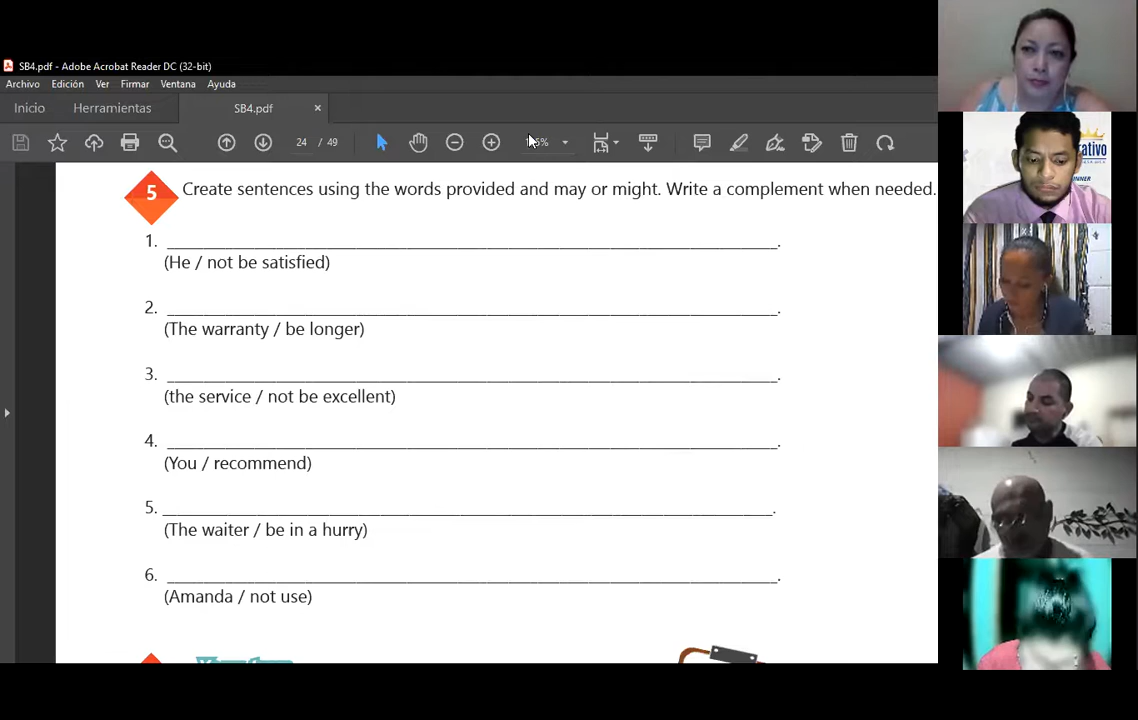 SB4.pdf - Adobe Acrobat Reader DC (32-bit)
Archivo Edición Ver Firmar Ventana Ayuda
Inicio Herramientas SB4.pdf ×
24 / 49
5 Create sentences using the words provided and may or might. Write a complement when needed.
1. ______.
(He / not be satisfied)
2. ______.
(The warranty / be longer)
3. ______.
(the service / not be excellent)
4. ______.
(You / recommend)
5. ______.
(The waiter / be in a hurry)
6. ______.
(Amanda / not use)